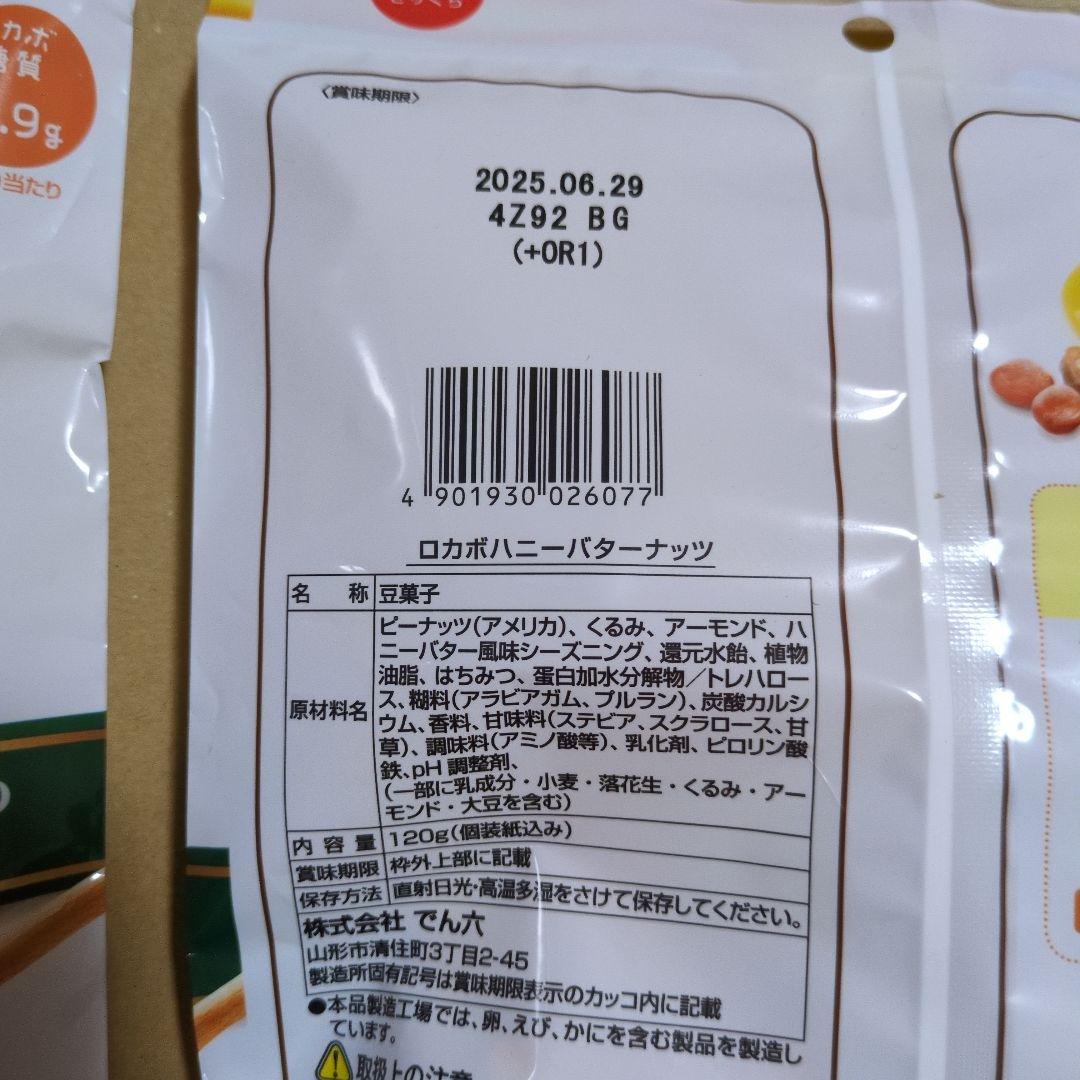 カボ
糖質
.9g
当たり
〈賞味期限〉
2025.06.29
4Z92 BG
(+OR1)
4 901930 026077
ロカボハニーバターナッツ
名 称 豆菓子
原材料名
ピーナッツ(アメリカ)、くるみ、アーモンド、ハ
ニーバター風味シーズニング、還元水飴、植物
油脂、はちみつ、蛋白加水分解物/トレハロー
ス、糊料(アラビアガム、プルラン)、炭酸カルシ
ウム、香料、甘味料(ステビア、スクラロース、甘
草)、調味料(アミノ酸等)、乳化剤、ピロリン酸
鉄、pH調整剤、
(一部に乳成分・小麦・落花生・くるみ・アー
モンド・大豆を含む)
内容量 120g(個装紙込み)
賞味期限 枠外上部に記載
保存方法 直射日光・高温多湿をさけて保存してください。
株式会社 でん六
山形市清住町3丁目2-45
製造所固有記号は賞味期限表示のカッコ内に記載
●本品製造工場では、卵、えび、かにを含む製品を製造し
ています。
取扱上の注意